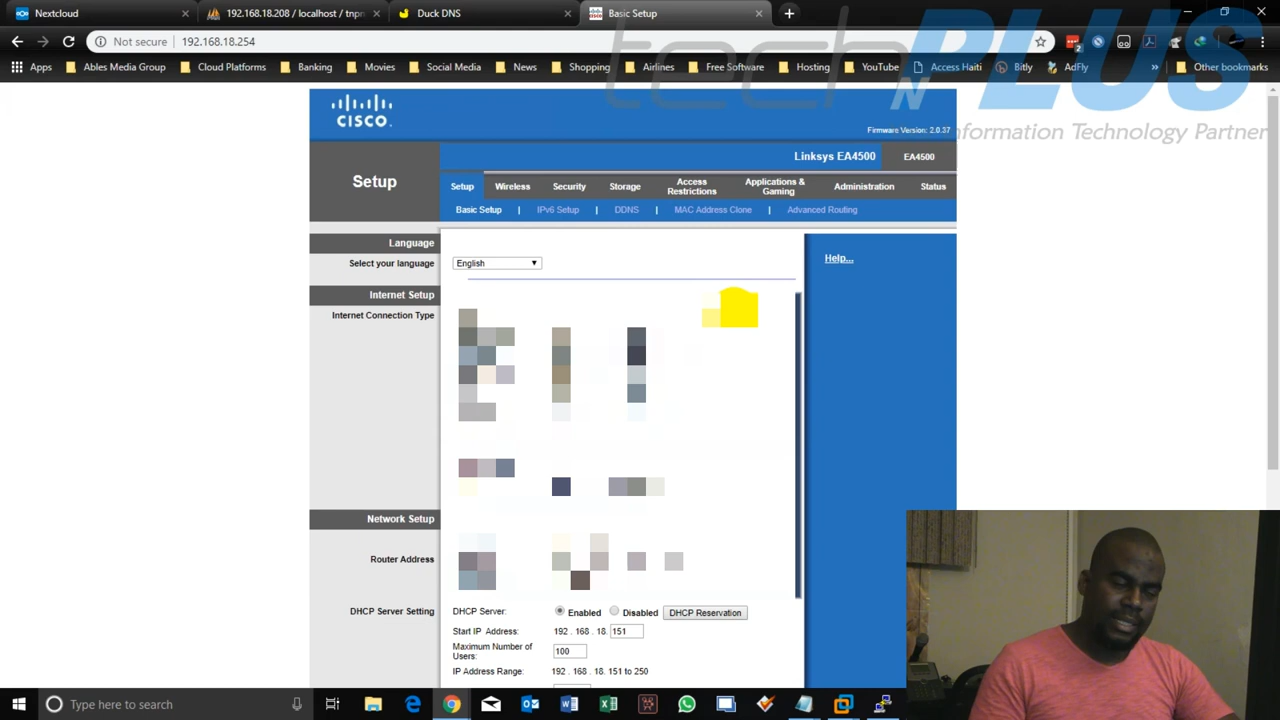 Nextcloud
192.168.18.208 / localhost / tnpr
Duck DNS
Basic Setup
Not secure | 192.168.18.254
tech
N PLUS
Information Technology Partner
Apps
Ables Media Group
Cloud Platforms
Banking
Movies
Social Media
News
Shopping
Airlines
Free Software
Hosting
YouTube
Access Haiti
Bitly
AdFly
»
Other bookmarks
CISCO.
Firmware Version: 2.0.37
Linksys EA4500
EA4500
Setup
Setup
Wireless
Security
Storage
Access Restrictions
Applications & Gaming
Administration
Status
Basic Setup | IPv6 Setup | DDNS | MAC Address Clone | Advanced Routing
Language
Select your language
English
Help...
Internet Setup
Internet Connection Type
Network Setup
Router Address
DHCP Server Setting
DHCP Server:
Enabled
Disabled
DHCP Reservation
Start IP Address:
192 . 168 . 18. 151
Maximum Number of
Users:
100
IP Address Range:
192 . 168 . 18. 151 to 250
Type here to search